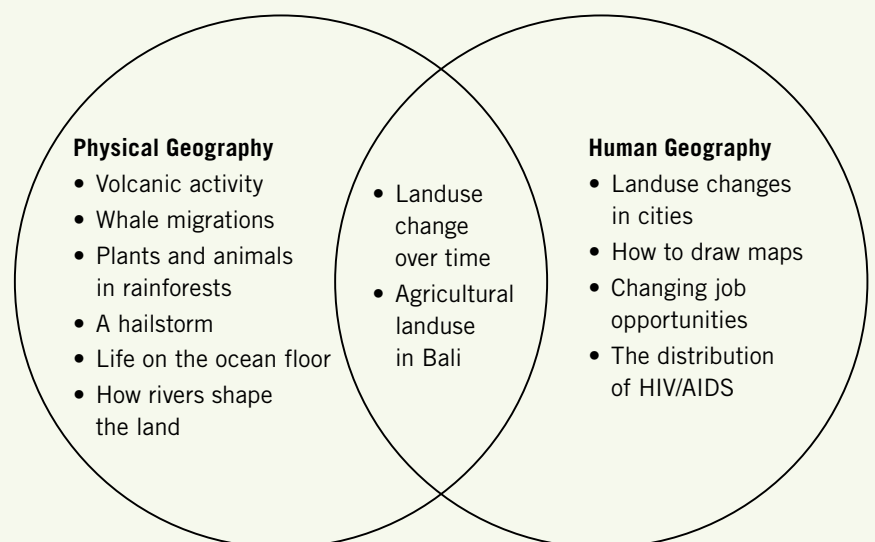 Physical Geography
• Volcanic activity
• Whale migrations
• Plants and animals
in rainforests
• A hailstorm
• Life on the ocean floor
• How rivers shape
the land
• Landuse
change
over time
• Agricultural
landuse
in Bali
Human Geography
• Landuse changes
in cities
• How to draw maps
• Changing job
opportunities
• The distribution
of HIV/AIDS